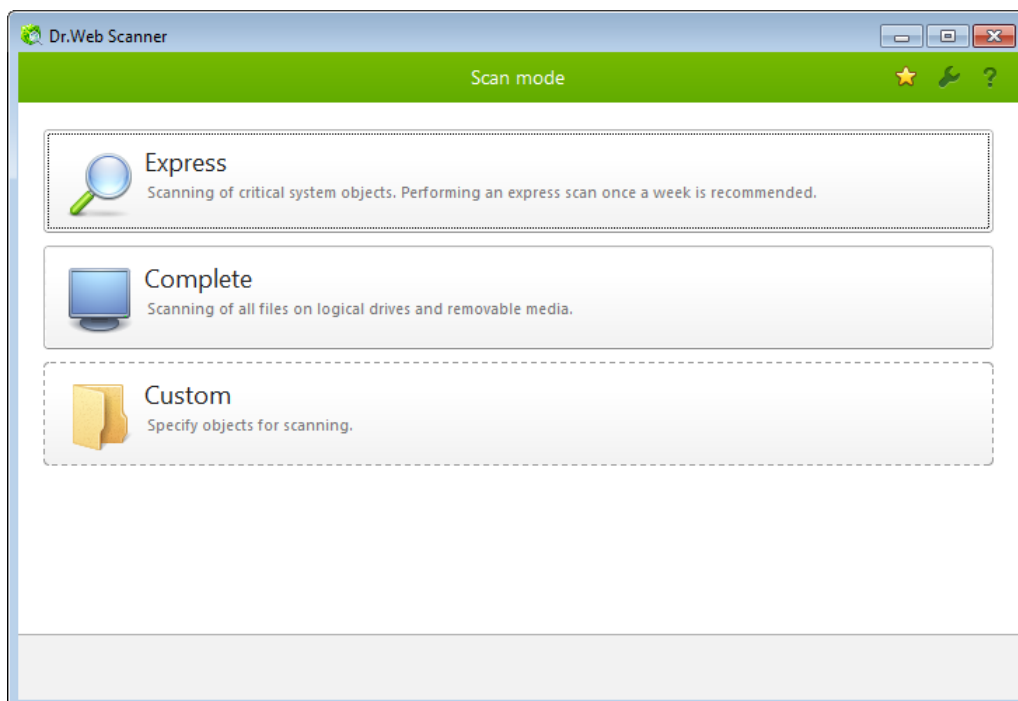 Dr.Web Scanner
Scan mode
?
Express
Scanning of critical system objects. Performing an express scan once a week is recommended.
Complete
Scanning of all files on logical drives and removable media.
Custom
Specify objects for scanning.